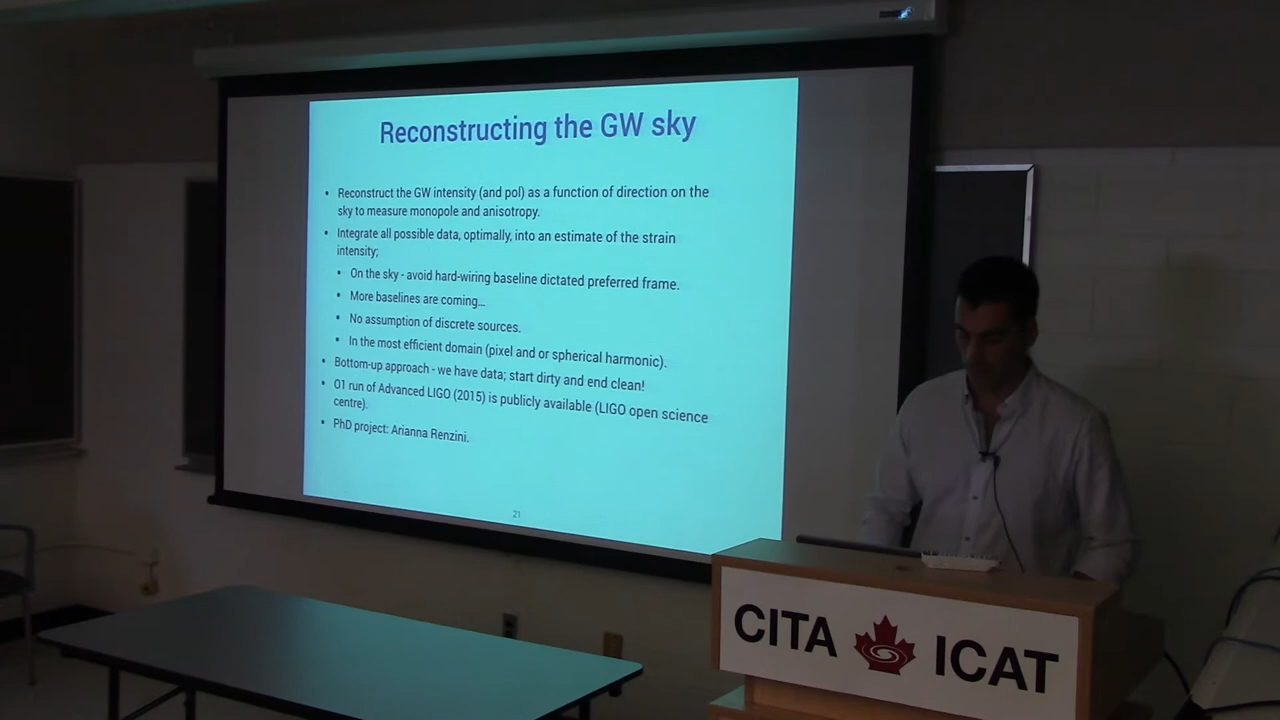 Reconstructing the GW sky
• Reconstruct the GW intensity (and pol) as a function of direction on the
sky to measure monopole and anisotropy.
• Integrate all possible data, optimally, into an estimate of the strain
intensity;
• On the sky - avoid hard-wiring baseline dictated preferred frame.
• More baselines are coming...
• No assumption of discrete sources.
• In the most efficient domain (pixel and or spherical harmonic).
• Bottom-up approach - we have data; start dirty and end clean!
• O1 run of Advanced LIGO (2015) is publicly available (LIGO open science
centre).
• PhD project: Arianna Renzini.
21
CITA ICAT